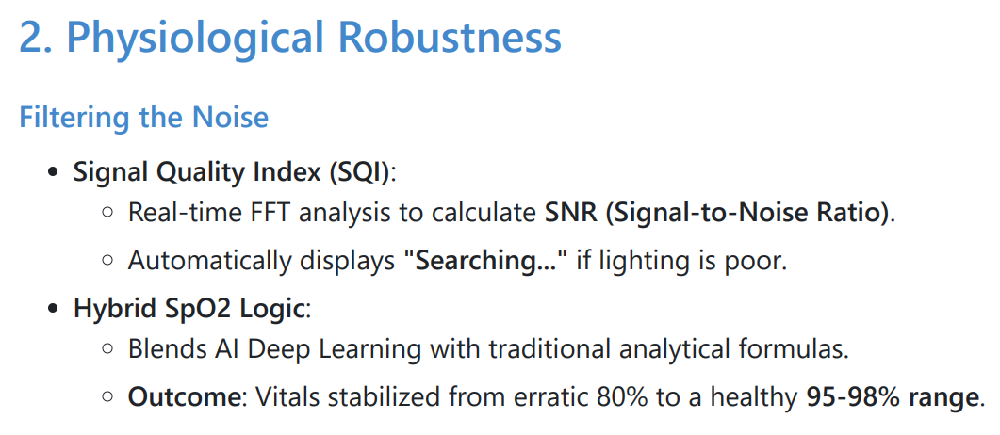 2. Physiological Robustness
Filtering the Noise
• Signal Quality Index (SQI):
○ Real-time FFT analysis to calculate SNR (Signal-to-Noise Ratio).
○ Automatically displays "Searching..." if lighting is poor.
• Hybrid SpO2 Logic:
○ Blends AI Deep Learning with traditional analytical formulas.
○ Outcome: Vitals stabilized from erratic 80% to a healthy 95-98% range.